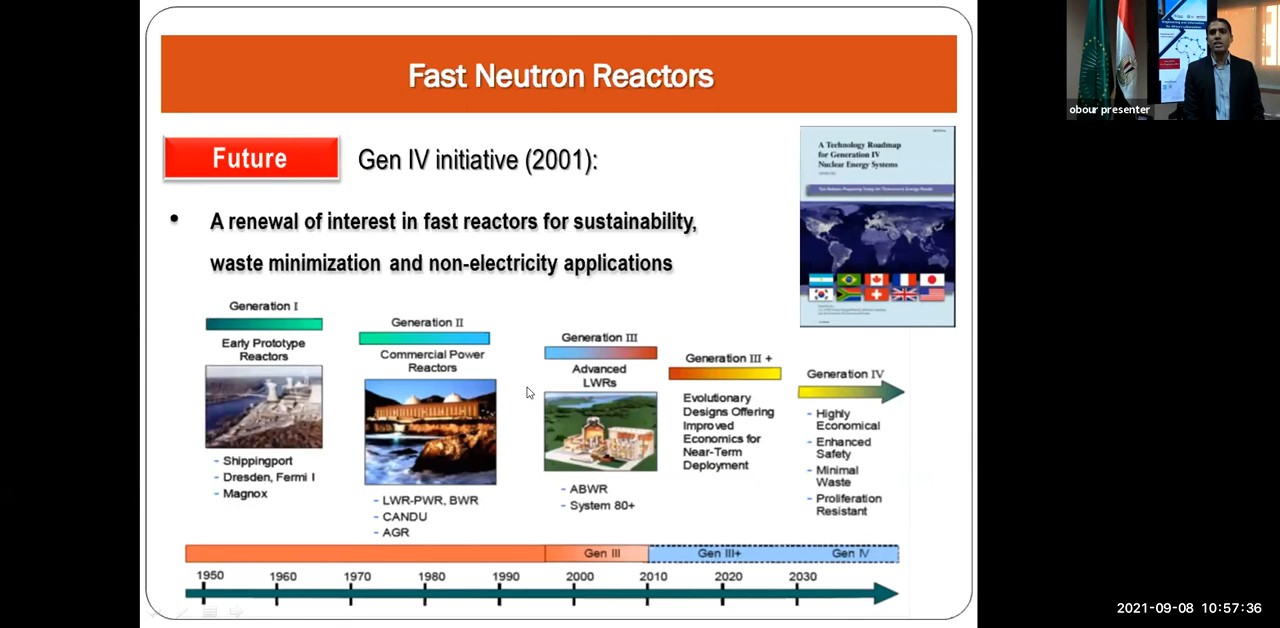 Fast Neutron Reactors
Future
Gen IV initiative (2001):
A Technology Roadmap
for Generation IV
Nuclear Energy Systems
• A renewal of interest in fast reactors for sustainability,
waste minimization and non-electricity applications
Generation I
Early Prototype
Reactors
- Shippingport
- Dresden, Fermi I
- Magnox
Generation II
Commercial Power
Reactors
- LWR-PWR, BWR
- CANDU
- AGR
Generation III
Advanced
LWRs
- ABWR
- System 80+
Generation III +
Evolutionary
Designs Offering
Improved
Economics for
Near-Term
Deployment
Generation IV
- Highly
Economical
- Enhanced
Safety
- Minimal
Waste
- Proliferation
Resistant
Gen III
Gen III+
Gen IV
1950
1960
1970
1980
1990
2000
2010
2020
2030
obour presenter
2021-09-08 10:57:36